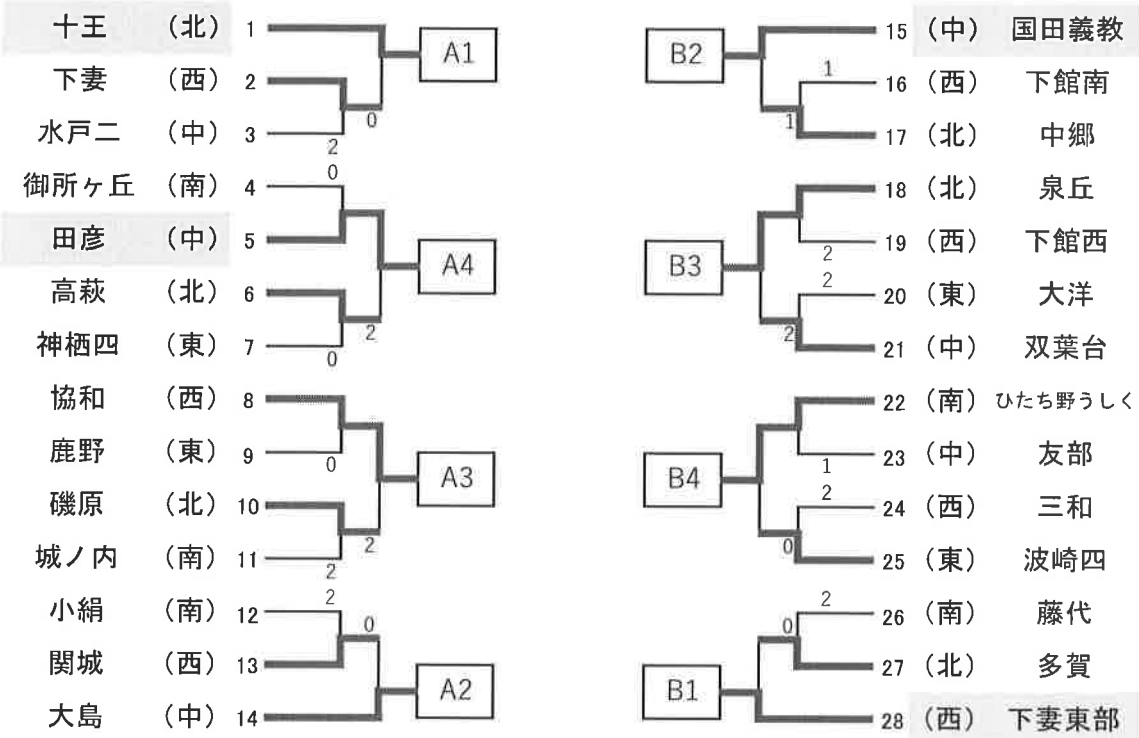 十王 （北） 1
下妻 （西） 2
水戸二 （中） 3
0
2
A1
御所ヶ丘 （南） 4
田彦 （中） 5
高萩 （北） 6
神栖四 （東） 7
0
2
0
A4
協和 （西） 8
鹿野 （東） 9
磯原 （北） 10
城ノ内 （南） 11
0
2
2
A3
小絹 （南） 12
関城 （西） 13
大島 （中） 14
2
0
A2
15 （中） 国田義教
16 （西） 下館南
17 （北） 中郷
1
1
B2
18 （北） 泉丘
19 （西） 下館西
20 （東） 大洋
21 （中） 双葉台
2
2
2
B3
22 （南） ひたち野うしく
23 （中） 友部
24 （西） 三和
25 （東） 波崎四
1
2
0
B4
26 （南） 藤代
27 （北） 多賀
28 （西） 下妻東部
2
0
B1